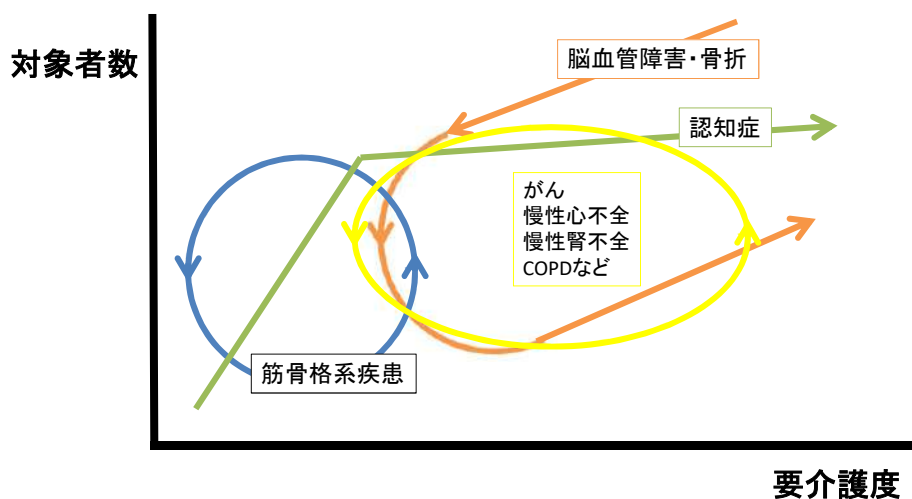 対象者数
脳血管障害・骨折
認知症
がん
慢性心不全
慢性腎不全
COPDなど
筋骨格系疾患
要介護度